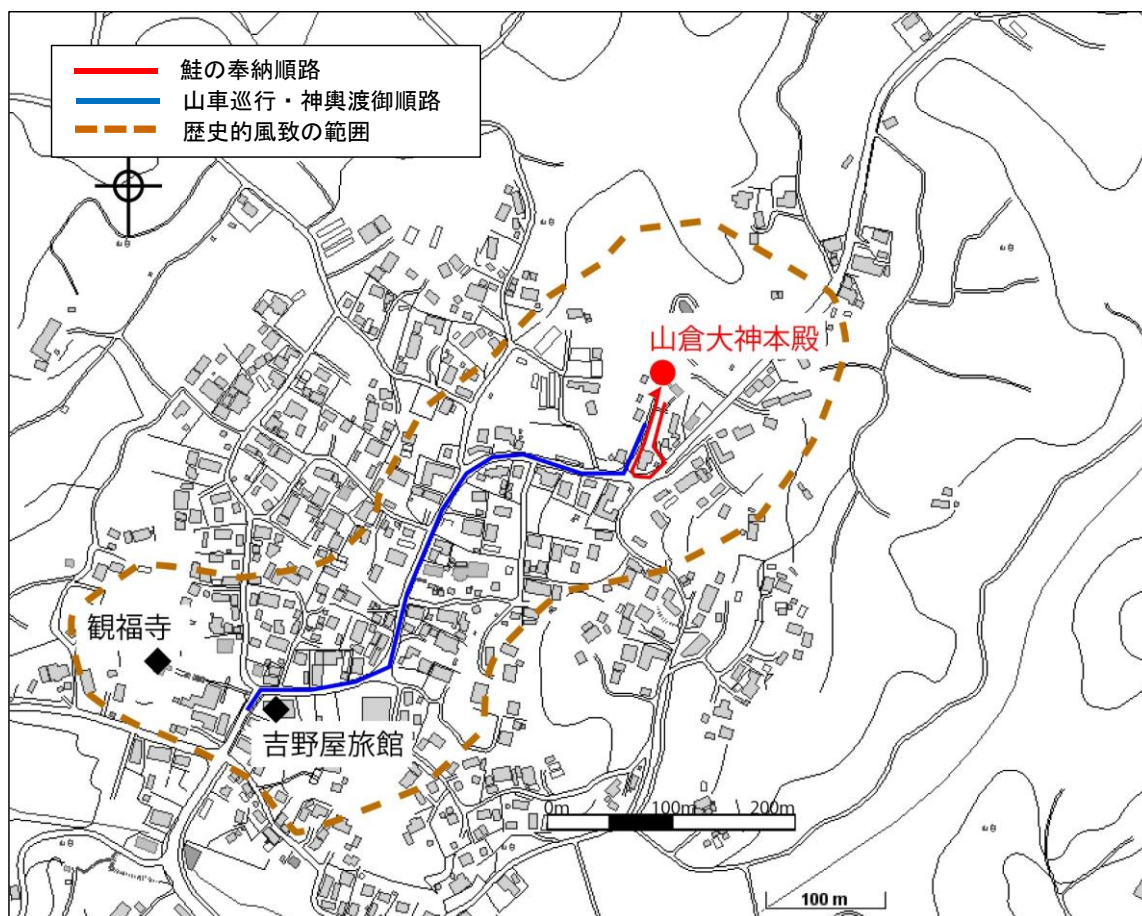 鮭の奉納順路
山車巡行・神輿渡御順路
歴史的風致の範囲
山倉大神本殿
観福寺
吉野屋旅館
0m 100m 200m
100 m